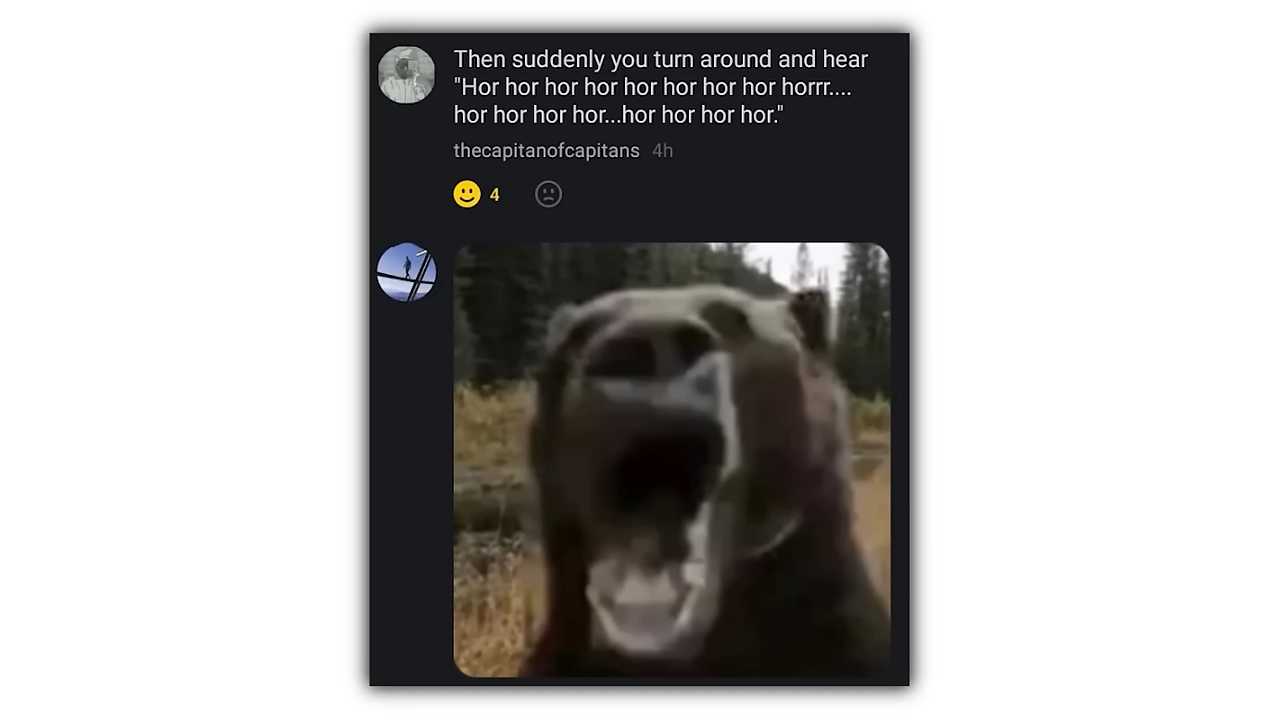 Then suddenly you turn around and hear
"Hor hor hor hor hor hor hor hor horrr....
hor hor hor hor...hor hor hor hor."
thecapitanofcapitans 4h
4